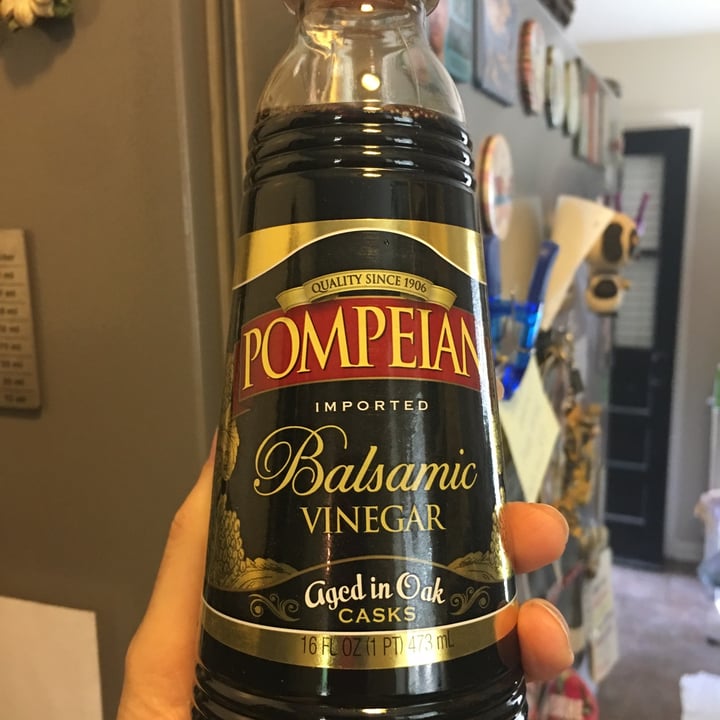 QUALITY SINCE 1906
POMPEIAN
IMPORTED
Balsamic
VINEGAR
Aged in Oak
CASKS
16 FL OZ (1 PT) 473 mL